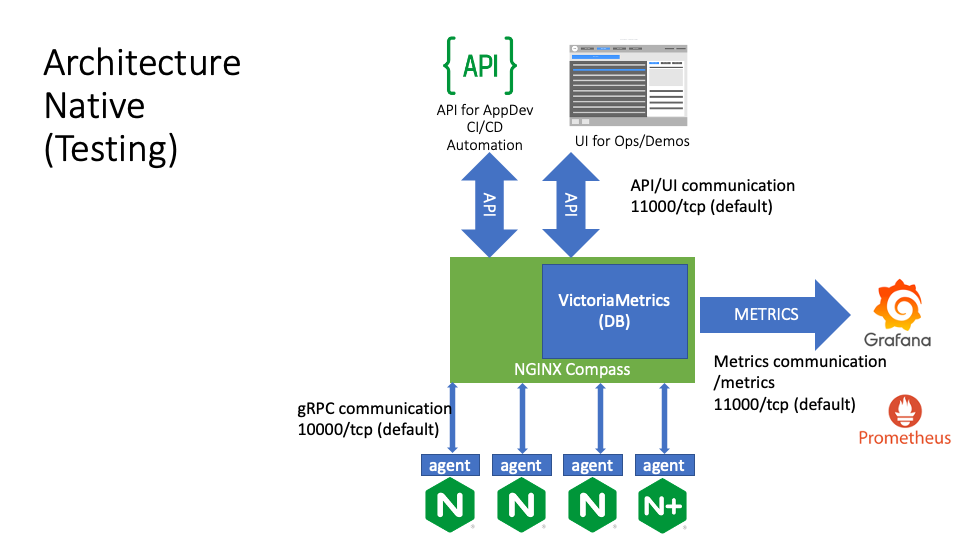 Architecture
Native
(Testing)
{API}
API for AppDev
CI/CD
Automation
UI for Ops/Demos
API
API
API/UI communication
11000/tcp (default)
VictoriaMetrics
(DB)
NGINX Compass
METRICS
Grafana
Metrics communication
/metrics
11000/tcp (default)
Prometheus
gRPC communication
10000/tcp (default)
agent
agent
agent
agent
N
N
N
N+